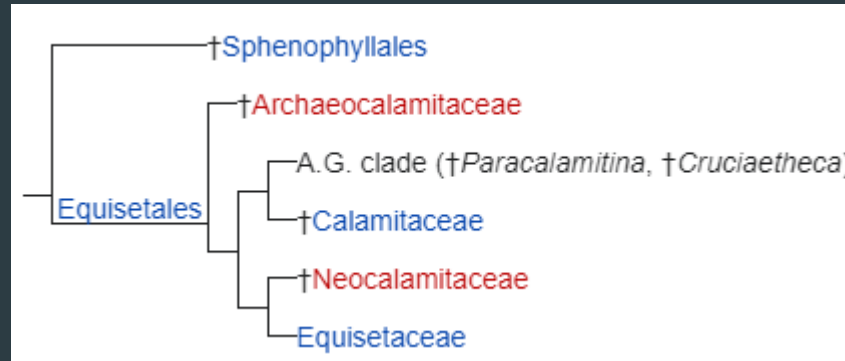 †Sphenophyllales
†Archaeocalamitaceae
A.G. clade (†Paracalamitina, †Cruciaetheca)
Equisetales
†Calamitaceae
†Neocalamitaceae
Equisetaceae